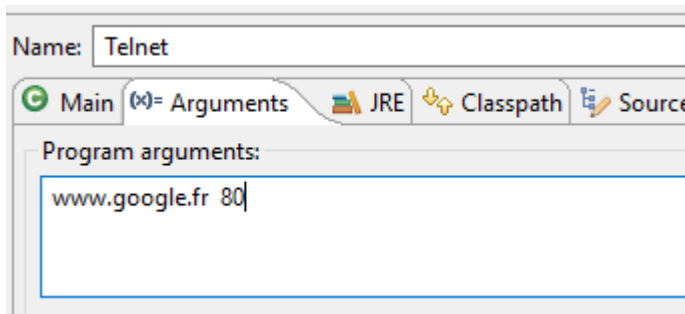 Name: Telnet
Main (x)= Arguments JRE Classpath Source
Program arguments:
www.google.fr 80